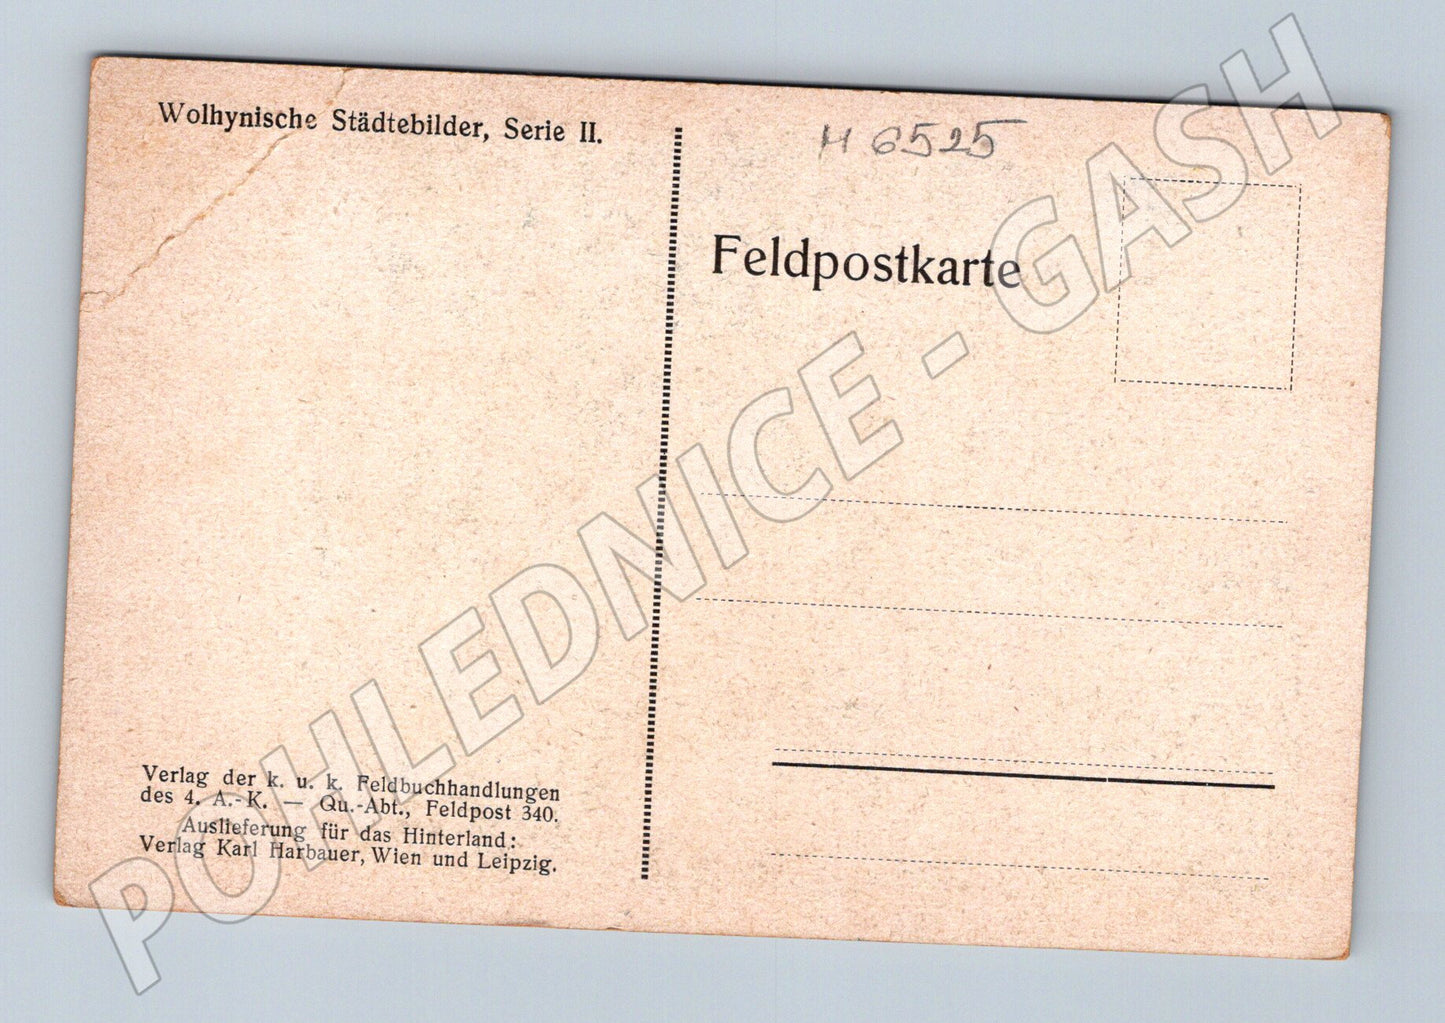 Wolhynische Städtebilder, Serie II.
H 6525
Feldpostkarte
Verlag der k. u. k. Feldbuchhandlungen
des 4. A.-K. — Qu.-Abt., Feldpost 340.
Auslieferung für das Hinterland:
Verlag Karl Harbauer, Wien und Leipzig.
POHLEDNICE - GASH